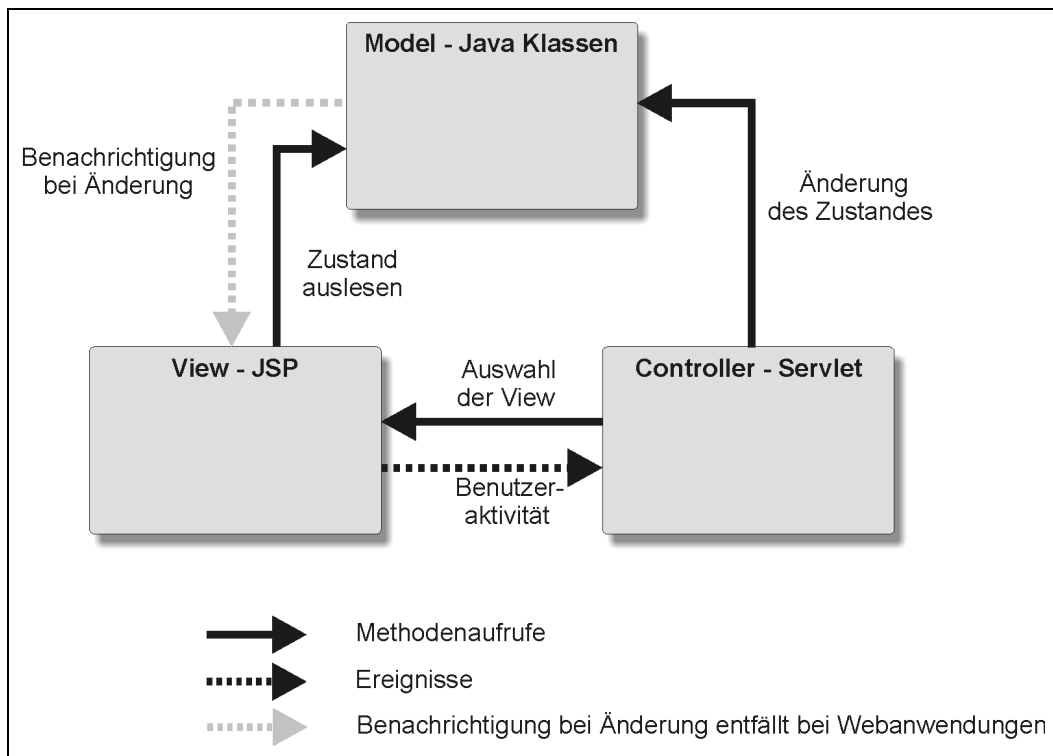 Model - Java Klassen
Benachrichtigung
bei Änderung
Änderung
des Zustandes
Zustand
auslesen
View - JSP
Auswahl
der View
Controller - Servlet
Benutzer-
aktivität
Methodenaufrufe
Ereignisse
Benachrichtigung bei Änderung entfällt bei Webanwendungen